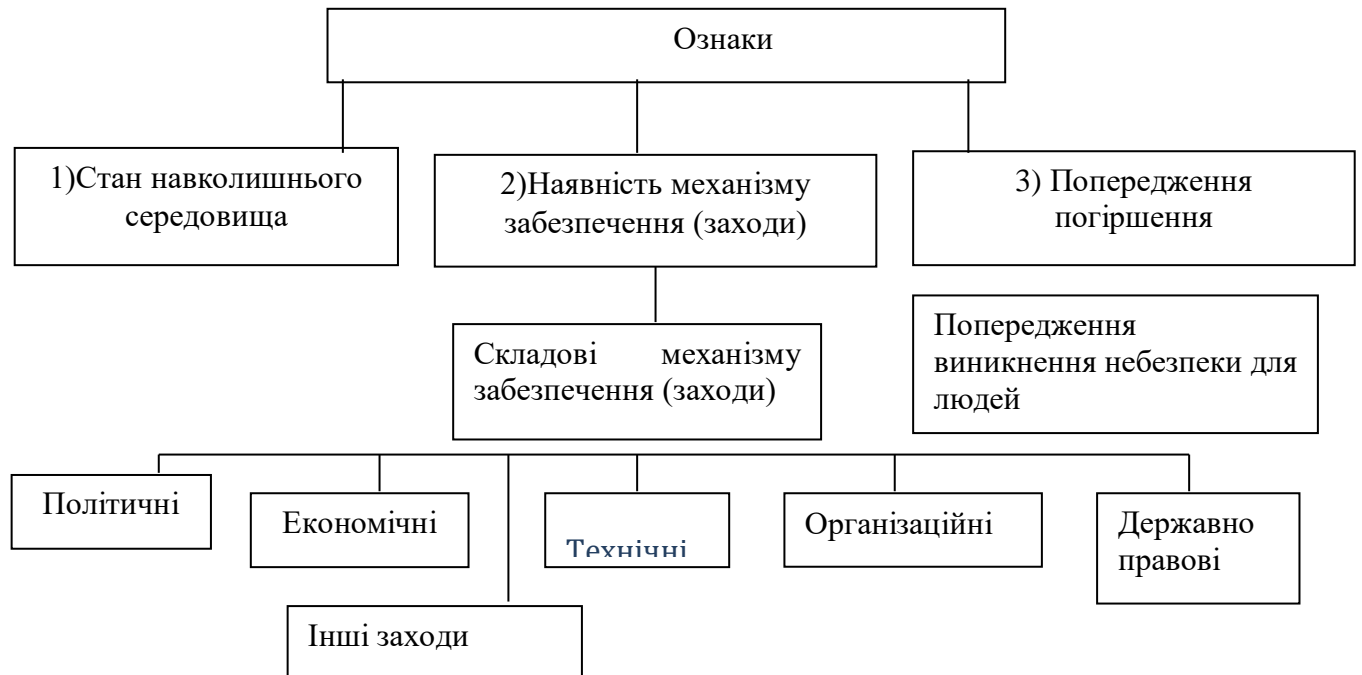 Ознаки
1)Стан навколишнього
середовища
2)Наявність механізму
забезпечення (заходи)
3) Попередження
погіршення
Складові механізму
забезпечення (заходи)
Попередження
виникнення небезпеки для
людей
Політичні
Економічні
Технічні
Організаційні
Державно
правові
Інші заходи